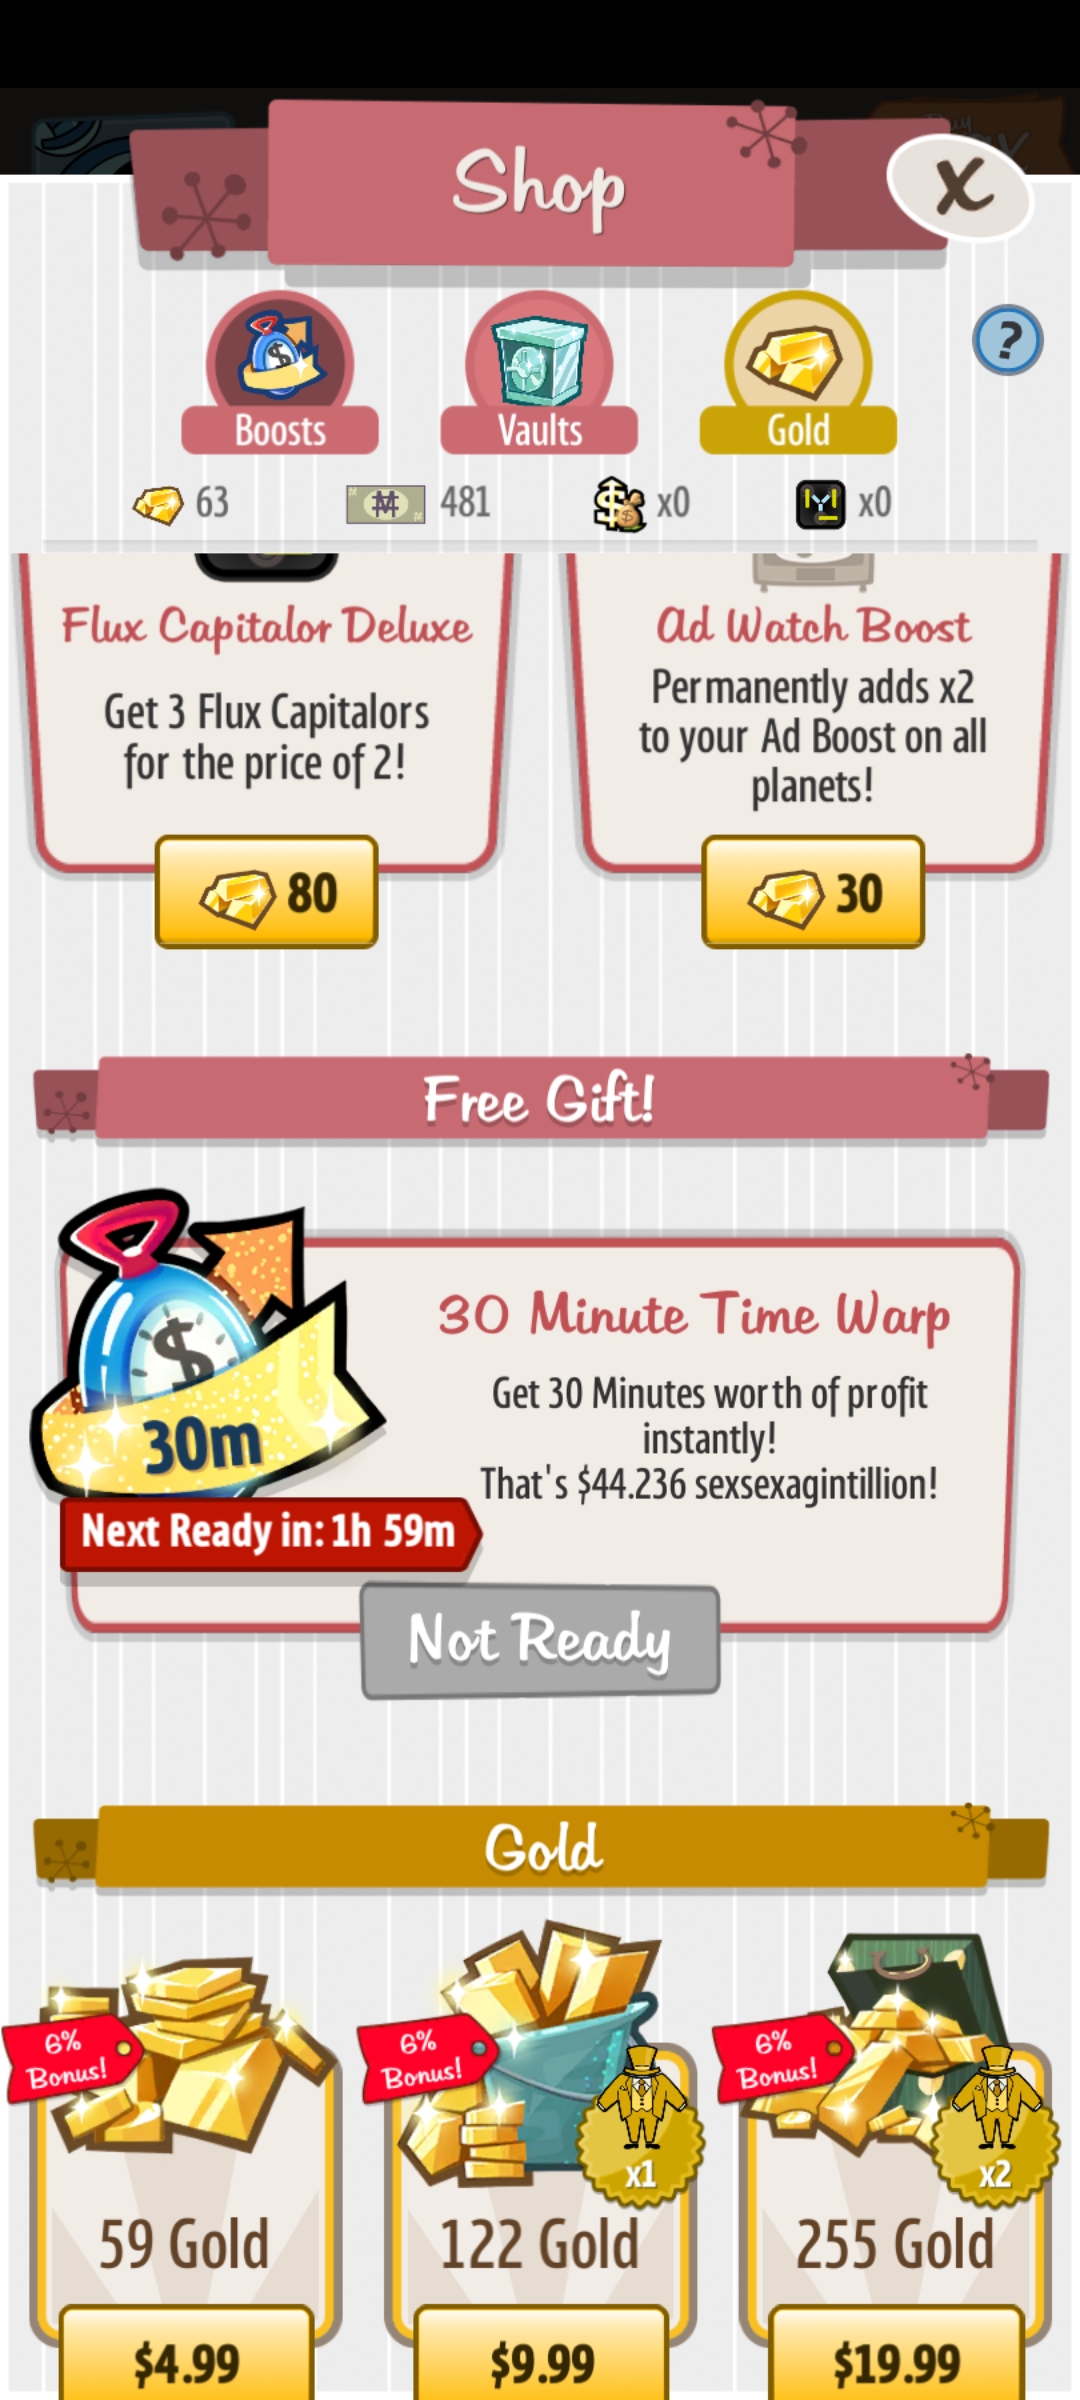 Shop
X
?
Boosts
Vaults
Gold
63
481
x0
x0
Flux Capitalor Deluxe
Get 3 Flux Capitalors
for the price of 2!
80
Ad Watch Boost
Permanently adds x2
to your Ad Boost on all
planets!
30
Free Gift!
30 Minute Time Warp
Get 30 Minutes worth of profit
instantly!
That's $44.236 sexsexagintillion!
30m
Next Ready in: 1h 59m
Not Ready
Gold
6%
Bonus!
59 Gold
$4.99
6%
Bonus!
x1
122 Gold
$9.99
6%
Bonus!
x2
255 Gold
$19.99